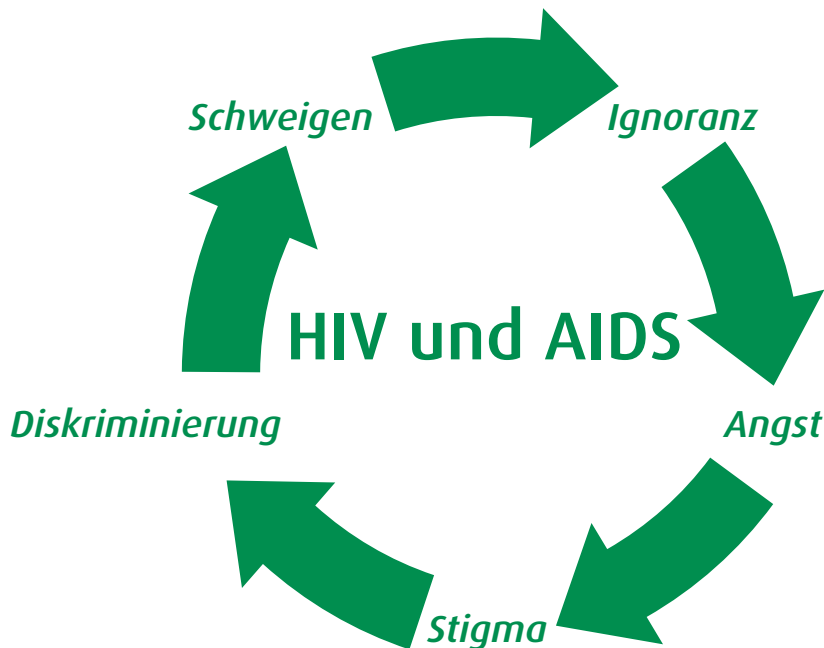 Schweigen
Ignoranz
HIV und AIDS
Diskriminierung
Angst
Stigma